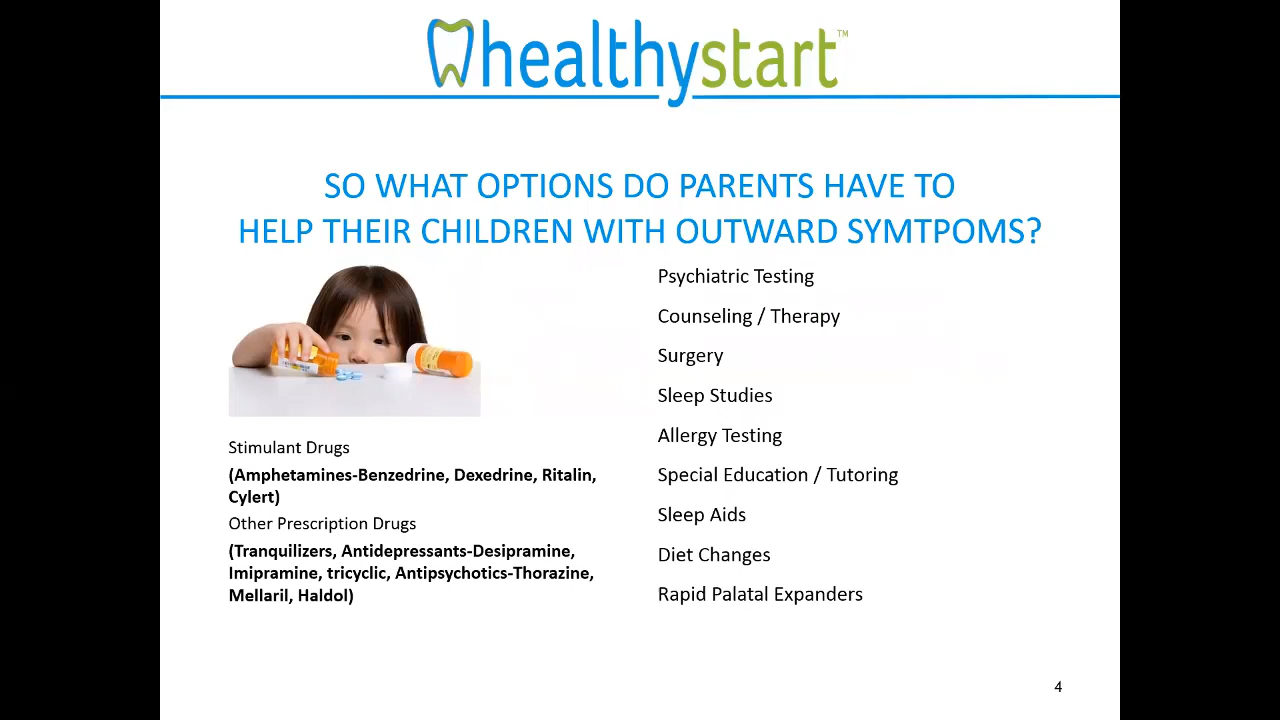 healthystart™
SO WHAT OPTIONS DO PARENTS HAVE TO
HELP THEIR CHILDREN WITH OUTWARD SYMTPOMS?
Stimulant Drugs
(Amphetamines-Benzedrine, Dexedrine, Ritalin,
Cylert)
Other Prescription Drugs
(Tranquilizers, Antidepressants-Desipramine,
Imipramine, tricyclic, Antipsychotics-Thorazine,
Mellaril, Haldol)
Psychiatric Testing
Counseling / Therapy
Surgery
Sleep Studies
Allergy Testing
Special Education / Tutoring
Sleep Aids
Diet Changes
Rapid Palatal Expanders
4